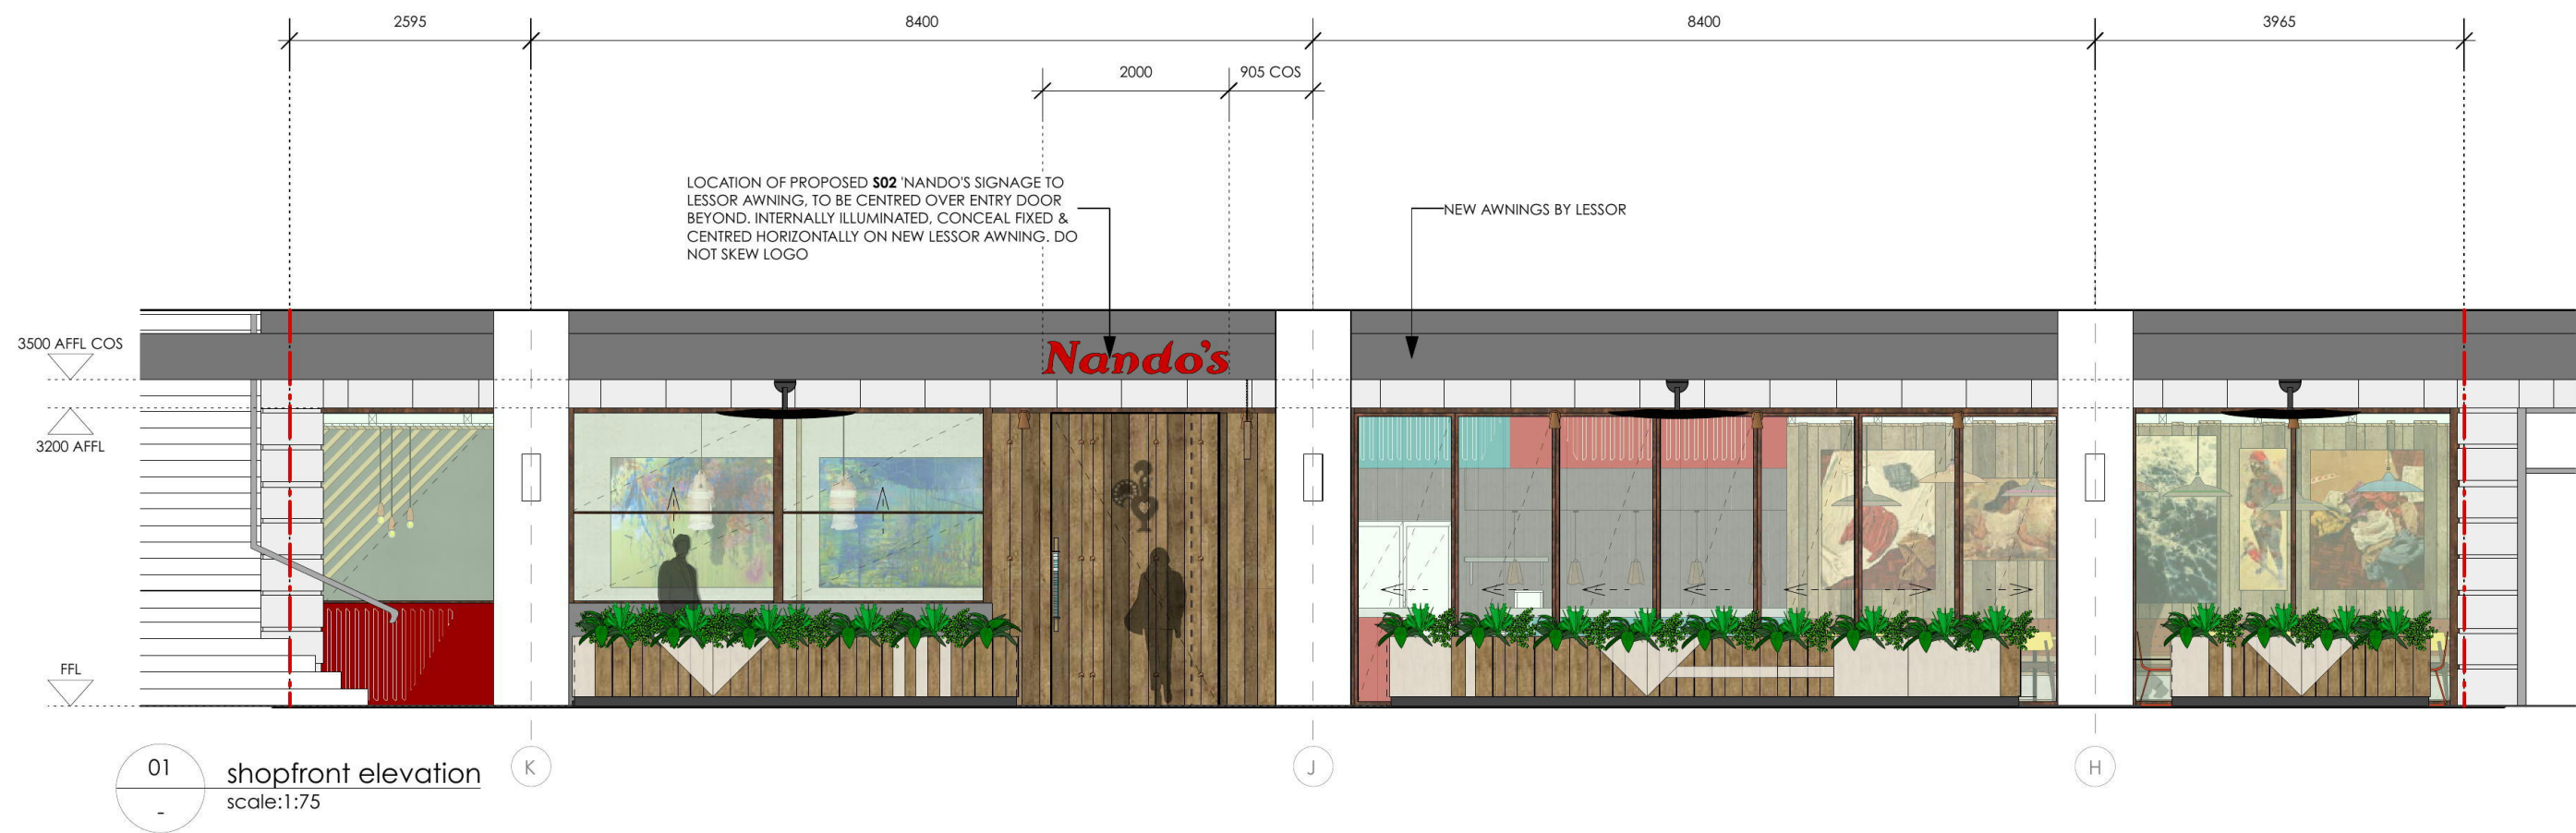 2595
8400
8400
3965
2000
905 COS
LOCATION OF PROPOSED S02 'NANDO'S SIGNAGE TO
LESSOR AWNING, TO BE CENTRED OVER ENTRY DOOR
BEYOND. INTERNALLY ILLUMINATED, CONCEAL FIXED &
CENTRED HORIZONTALLY ON NEW LESSOR AWNING. DO
NOT SKEW LOGO
NEW AWNINGS BY LESSOR
3500 AFFL COS
Nando's
3200 AFFL
FFL
01
-
shopfront elevation
scale:1:75
K
J
H